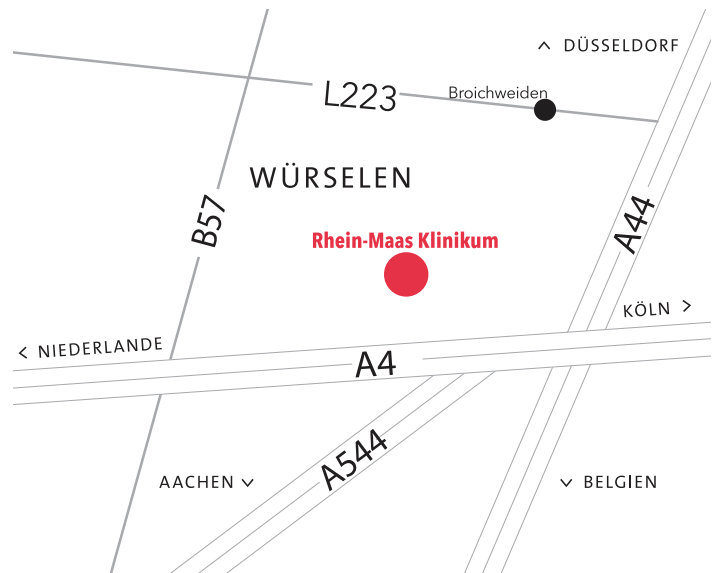 ^ DÜSSELDORF
L223
Broichweiden
WÜRSELEN
B57
A44
Rhein-Maas Klinikum
KÖLN >
< NIEDERLANDE
A4
A544
AACHEN
BELGIEN